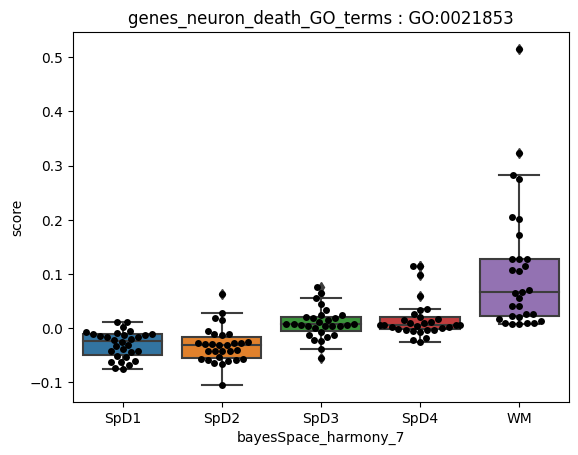 genes_neuron_death_GO_terms : GO:0021853
0.5
0.4
0.3
0.2
0.1
0.0
−0.1
score
SpD1 SpD2 SpD3 SpD4 WM
bayesSpace_harmony_7